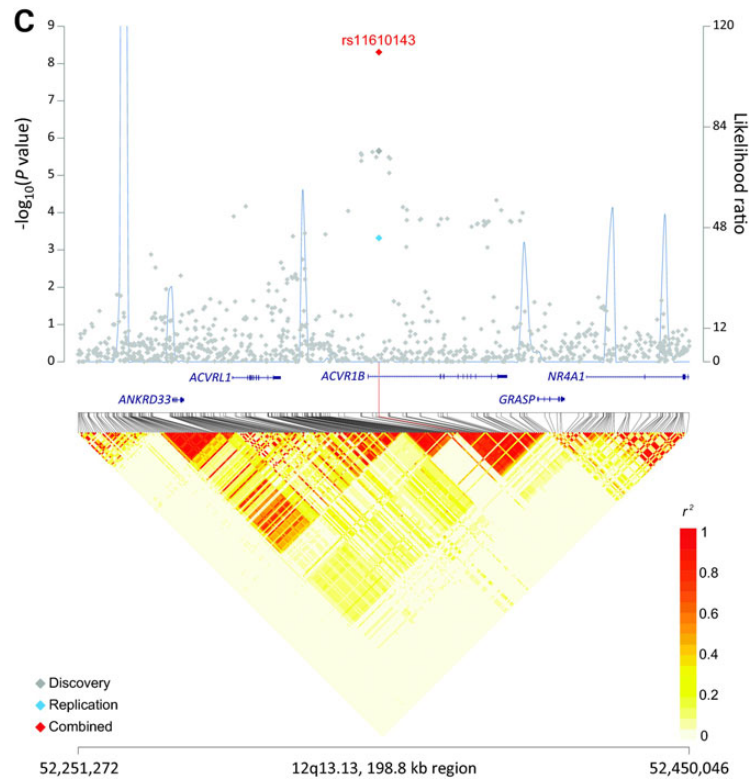 C
rs11610143
-log10(P value)
9
8
7
6
5
4
3
2
1
0
Likelihood ratio
120
84
48
12
0
ACVRL1
ACVR1B
NR4A1
ANKRD33
GRASP
r²
1
0.8
0.6
0.4
0.2
0
Discovery
Replication
Combined
52,251,272
12q13.13, 198.8 kb region
52,450,046